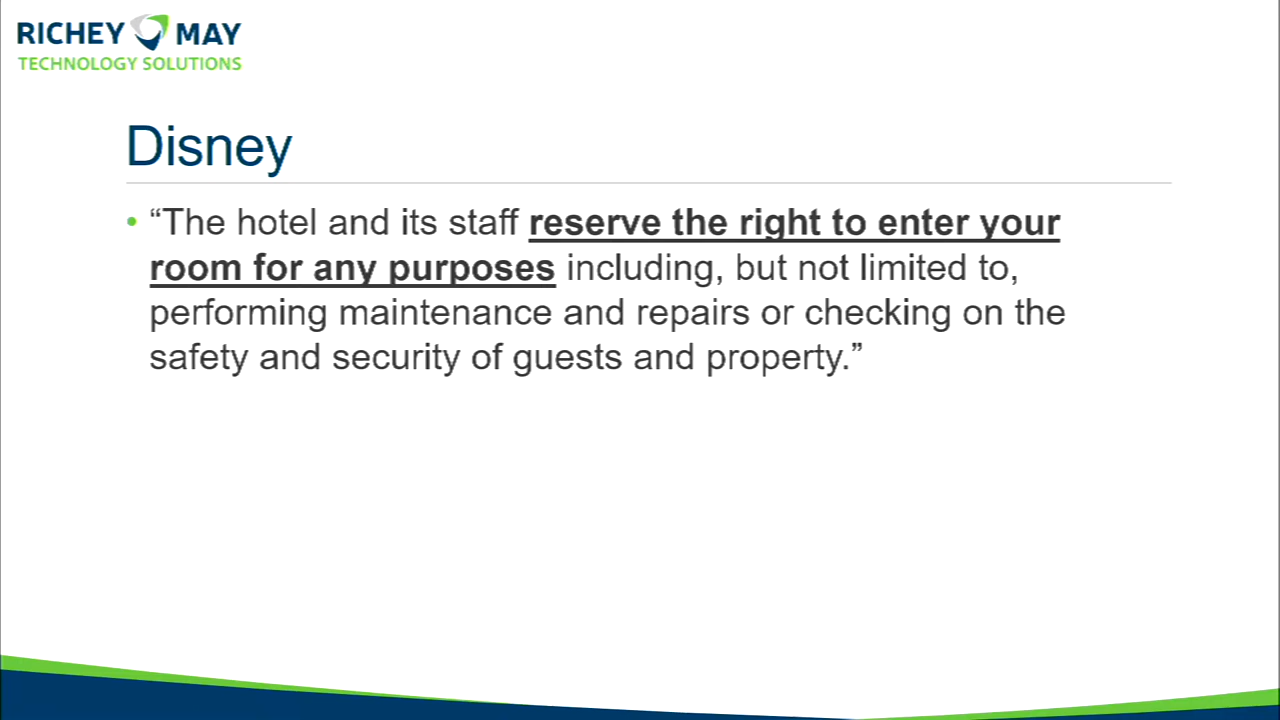 RICHEY MAY
TECHNOLOGY SOLUTIONS
Disney
• “The hotel and its staff reserve the right to enter your
room for any purposes including, but not limited to,
performing maintenance and repairs or checking on the
safety and security of guests and property.”